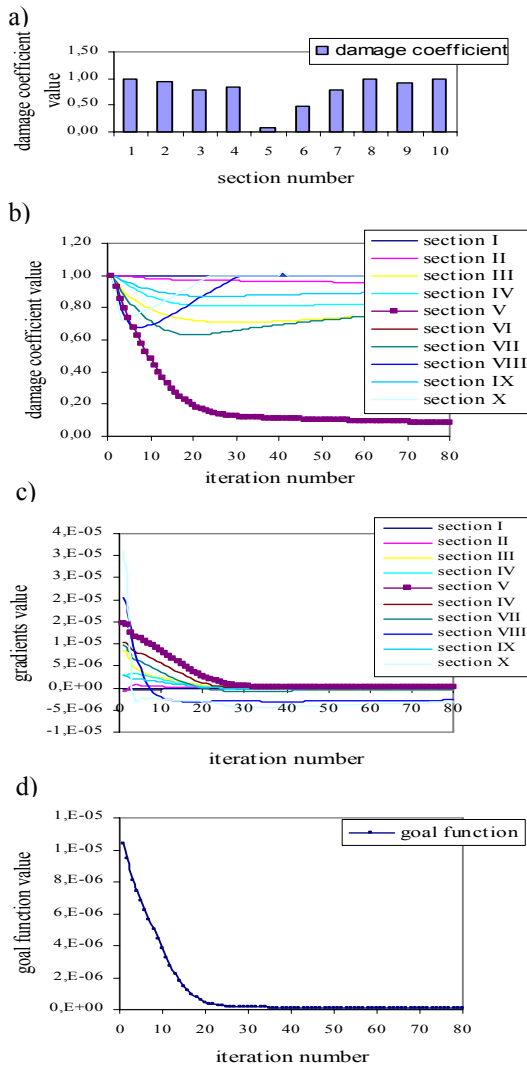 a)
damage coefficient
value
1,50
1,00
0,50
0,00
damage coefficient
1 2 3 4 5 6 7 8 9 10
section number
b)
damage coefficient value
1,20
1,00
0,80
0,60
0,40
0,20
0,00
section I
section II
section III
section IV
section V
section VI
section VII
section VIII
section IX
section X
0 10 20 30 40 50 60 70 80
iteration number
c)
gradients value
4,E-05
3,E-05
3,E-05
2,E-05
2,E-05
1,E-05
5,E-06
0,E+00
-5,E-06
-1,E-05
section I
section II
section III
section IV
section V
section IV
section VII
section VIII
section IX
section X
0 10 20 30 40 50 60 70 80
iteration number
d)
goal function value
1,E-05
1,E-05
8,E-06
6,E-06
4,E-06
2,E-06
0,E+00
goal function
0 20 40 60 80
iteration number